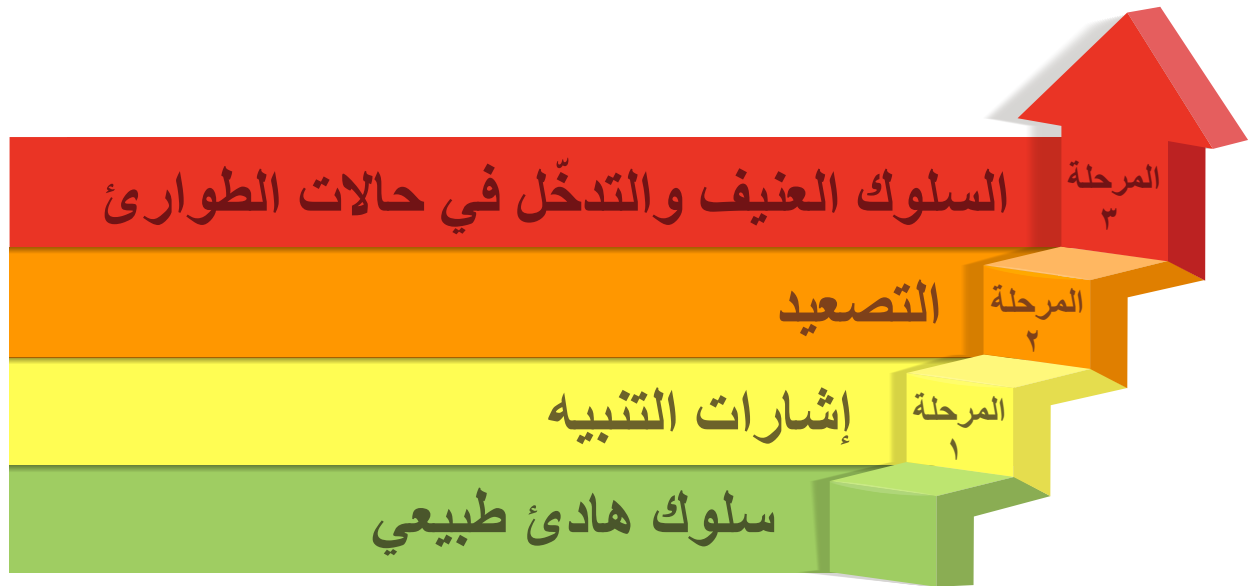 المرحلة
٣
السلوك العنيف والتدخّل في حالات الطوارئ
المرحلة
٢
التصعيد
المرحلة
١
إشارات التنبيه
سلوك هادئ طبيعي